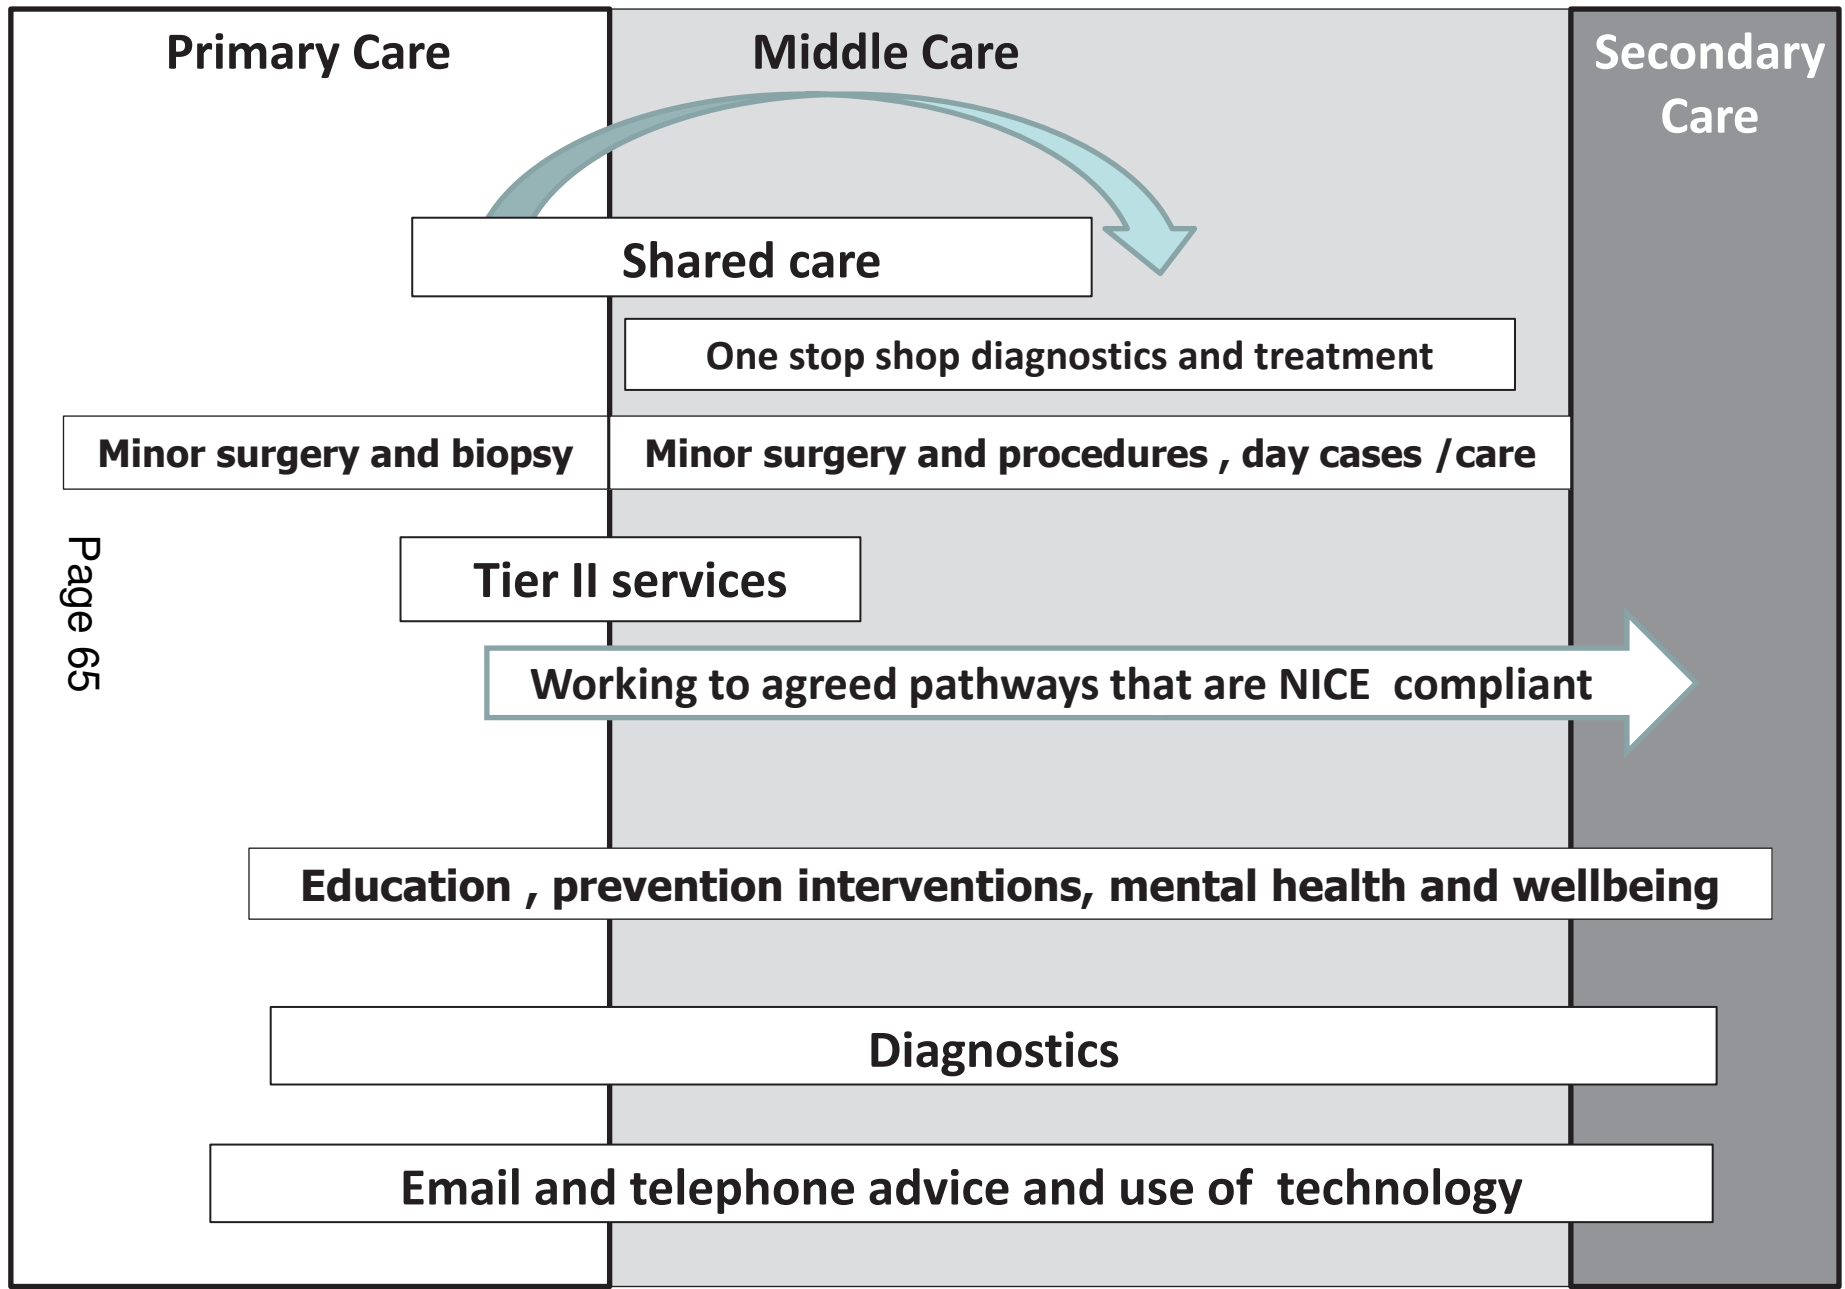 Primary Care
Middle Care
Secondary
Care
Shared care
One stop shop diagnostics and treatment
Minor surgery and biopsy
Minor surgery and procedures , day cases /care
Tier II services
Page 65
Working to agreed pathways that are NICE  compliant
Education , prevention interventions, mental health and wellbeing
Diagnostics
Email and telephone advice and use of  technology